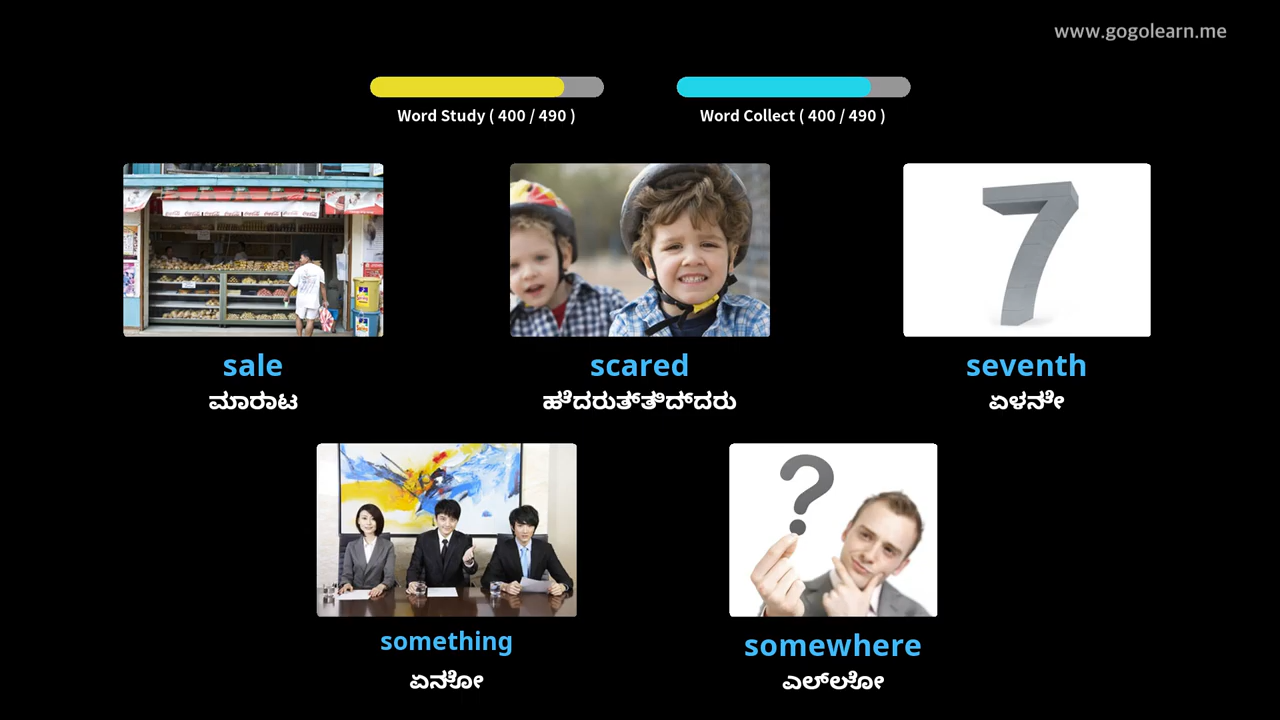 www.gogolearn.me
Word Study ( 400 / 490 )
Word Collect ( 400 / 490 )
sale
ಮಾರಾಟ
scared
ಹೆದರುತ್ತಿದ್ದರು
seventh
ಏಳನೇ
7
something
ಏನೋ
somewhere
ಎಲ್ಲೋ
?